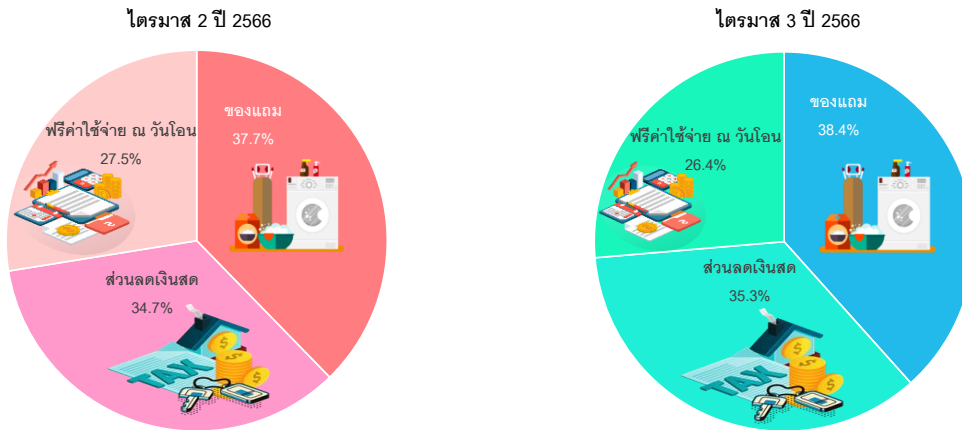 ไตรมาส 2 ปี 2566
ของแถม
37.7%
ฟรีค่าใช้จ่าย ณ วันโอน
27.5%
ส่วนลดเงินสด
34.7%
TAX
ไตรมาส 3 ปี 2566
ของแถม
38.4%
ฟรีค่าใช้จ่าย ณ วันโอน
26.4%
ส่วนลดเงินสด
35.3%
TAX